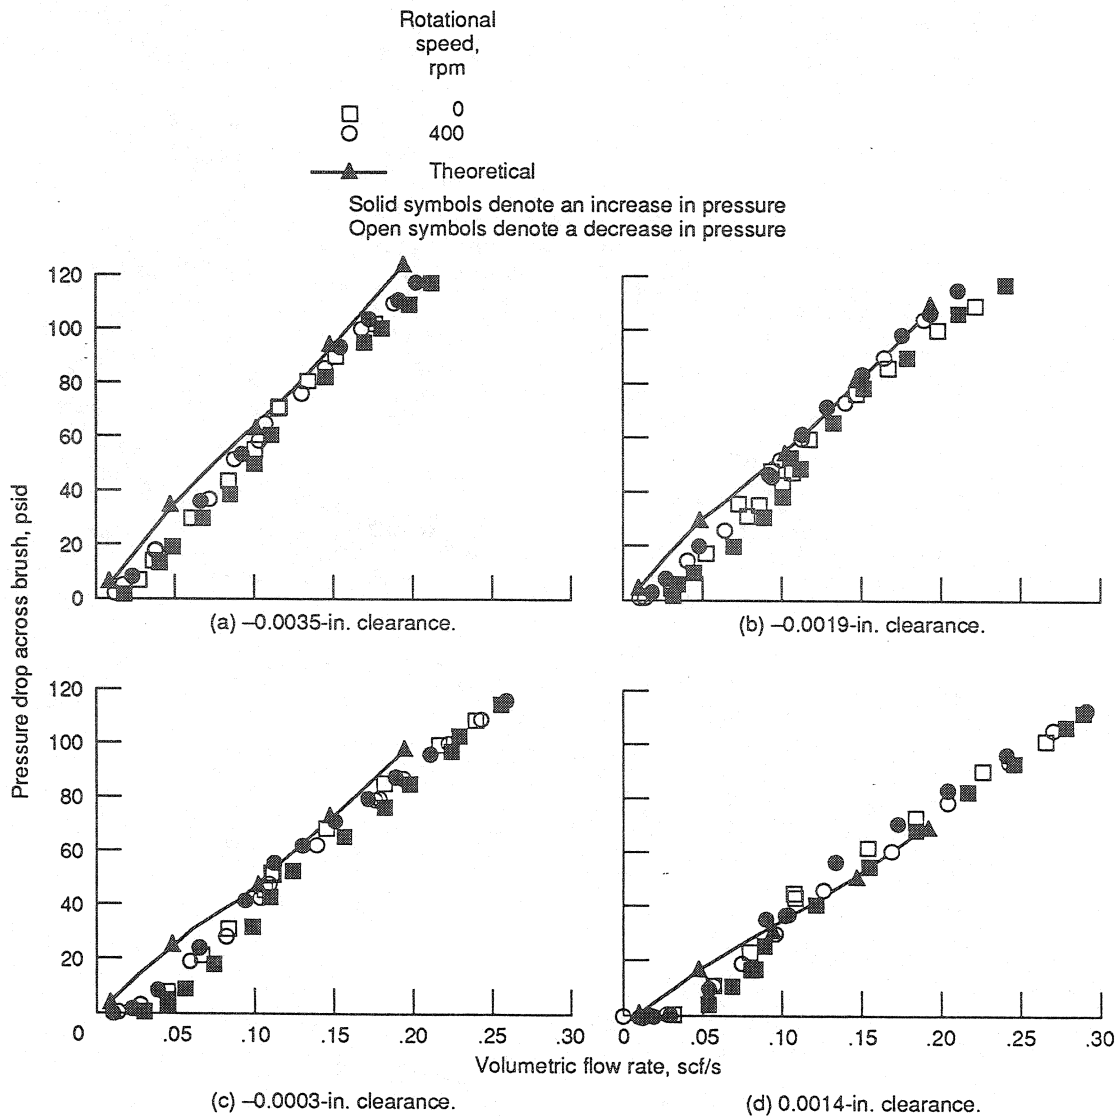 Rotational
speed,
rpm
0
400
Theoretical
Solid symbols denote an increase in pressure
Open symbols denote a decrease in pressure
Pressure drop across brush, psid
120
100
80
60
40
20
0
(a) –0.0035-in. clearance.
(b) –0.0019-in. clearance.
120
100
80
60
40
20
0 .05 .10 .15 .20 .25 .30
0 .05 .10 .15 .20 .25 .30
Volumetric flow rate, scf/s
(c) –0.0003-in. clearance.
(d) 0.0014-in. clearance.